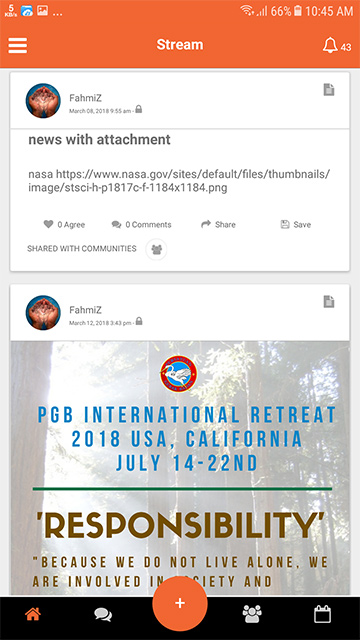 5
KB/s
...
66%
10:45 AM
Stream
43
FahmiZ
March 08, 2018 9:55 am -
news with attachment
nasa https://www.nasa.gov/sites/default/files/thumbnails/
image/stsci-h-p1817c-f-1184x1184.png
0 Agree
0 Comments
Share
Save
SHARED WITH COMMUNITIES
FahmiZ
March 12, 2018 3:43 pm -
PGB INTERNATIONAL RETREAT
2018 USA, CALIFORNIA
JULY 14-22ND
'RESPONSIBILITY'
"BECAUSE WE DO NOT LIVE ALONE, WE
ARE INVOLVED IN SOCIETY AND
+